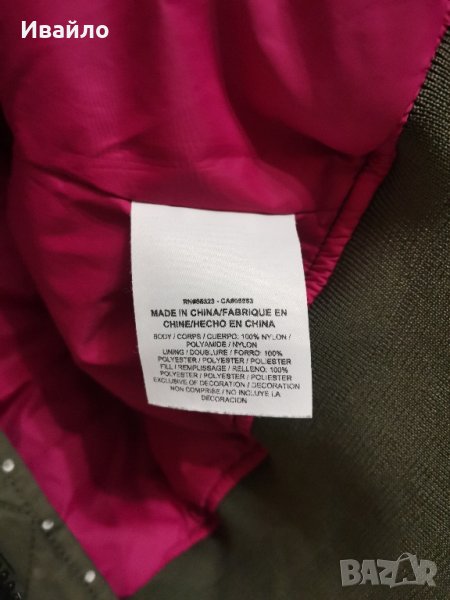 Ивайло
RN#56323 - CA#05553
MADE IN CHINA/FABRIQUE EN
CHINE/HECHO EN CHINA
BODY / CORPS / CUERPO: 100% NYLON /
POLYAMIDE / NYLON
LINING / DOUBLURE / FORRO: 100%
POLYESTER / POLYESTER / POLIESTER
FILL / REMPLISSAGE / RELLENO: 100%
POLYESTER / POLYESTER / POLIESTER
EXCLUSIVE OF DECORATION / DECORATION
NON COMPRISE / NO INCLUYE LA
DECORACION
BAZAR